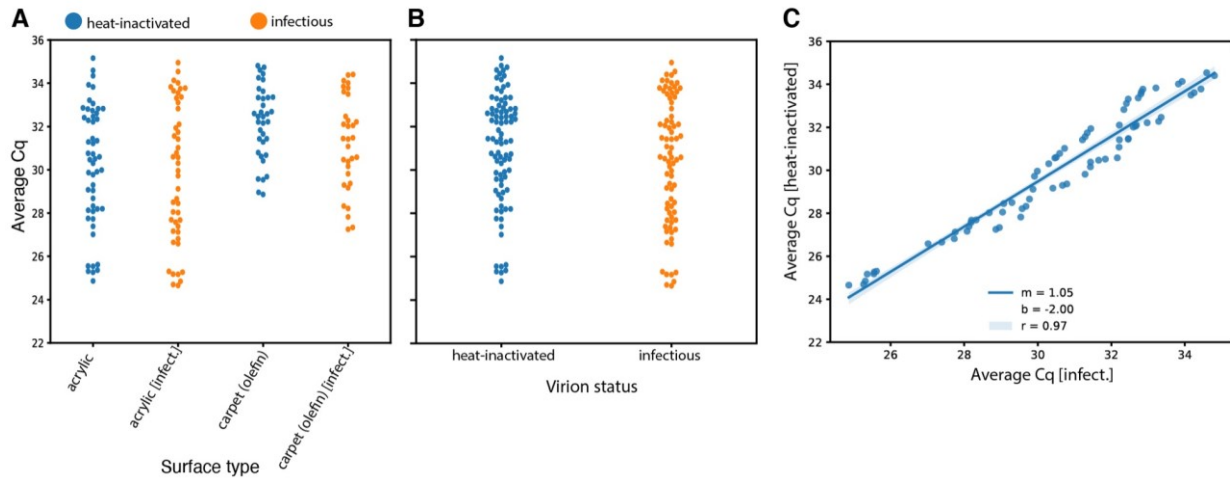 A
heat-inactivated
infectious
Average Cq
36
34
32
30
28
26
24
22
acrylic
acrylic [infect.]
carpet (olefin)
carpet (olefin) [infect.]
Surface type
B
heat-inactivated
infectious
Virion status
C
Average Cq [heat-inactivated]
36
34
32
30
28
26
24
22
m = 1.05
b = -2.00
r = 0.97
26 28 30 32 34
Average Cq [infect.]